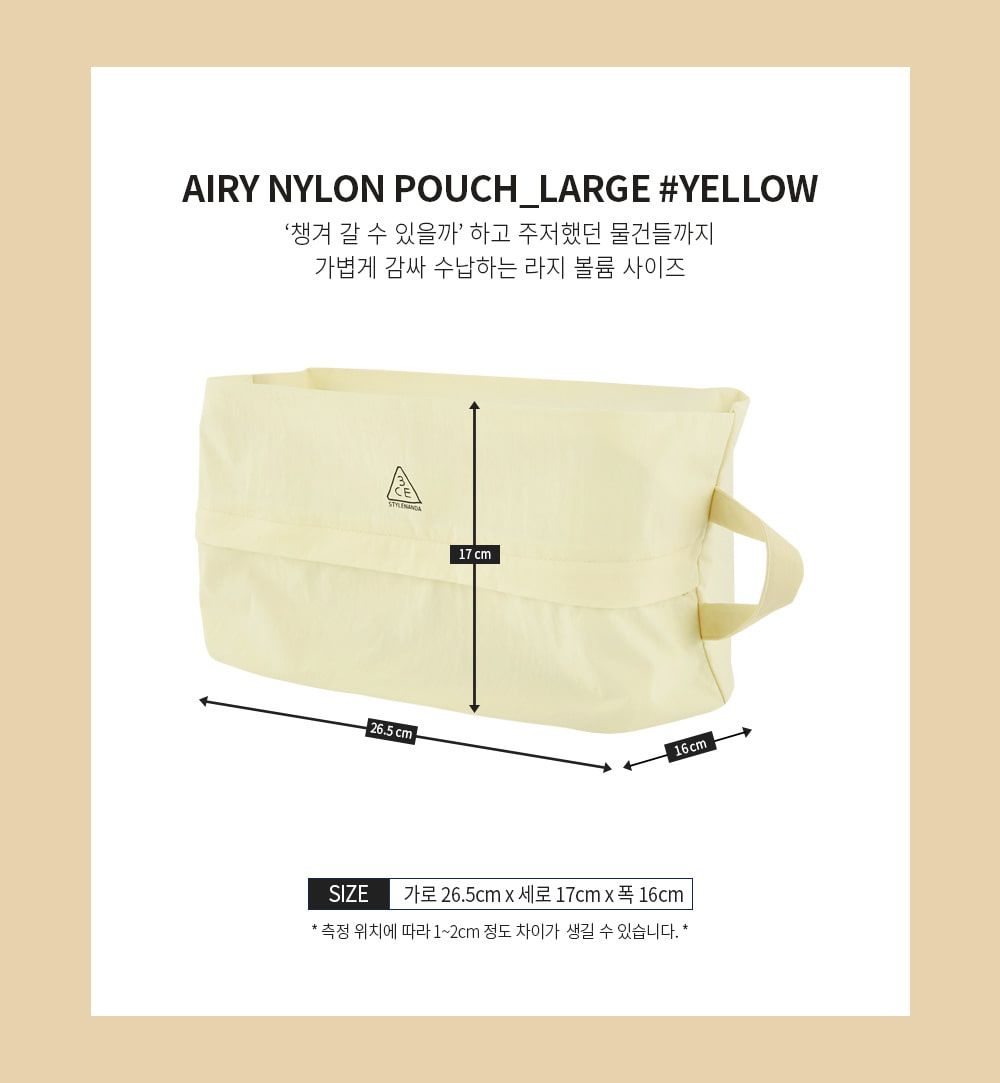 AIRY NYLON POUCH_LARGE #YELLOW
‘챙겨 갈 수 있을까’ 하고 주저했던 물건들까지
가볍게 감싸 수납하는 라지 볼륨 사이즈
3
CE
STYLENANDA
17 cm
26.5 cm
16 cm
SIZE 가로 26.5cm x 세로 17cm x 폭 16cm
* 측정 위치에 따라 1~2cm 정도 차이가 생길 수 있습니다. *